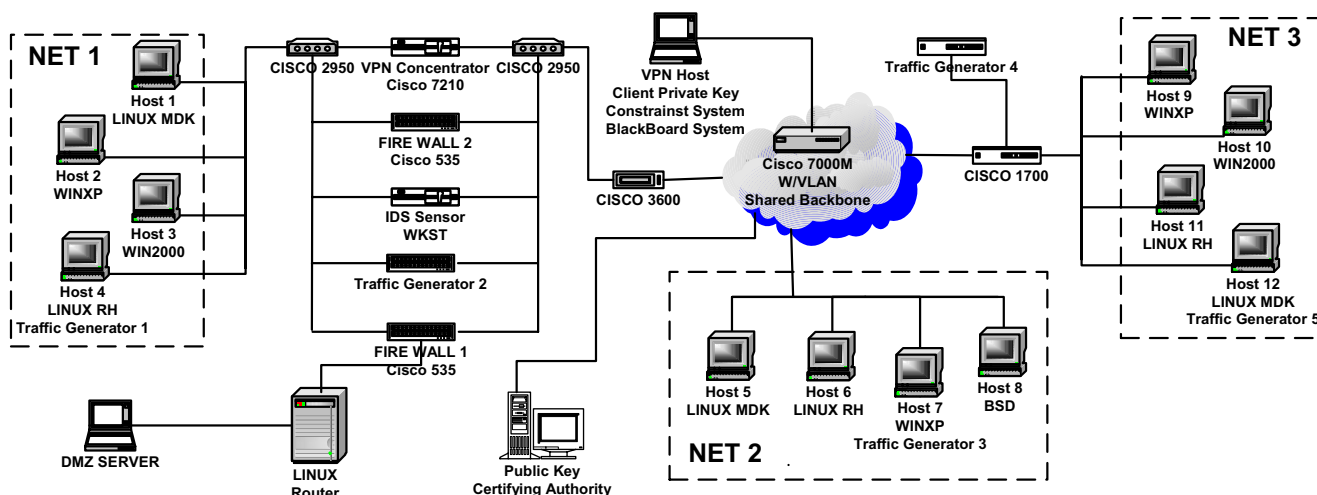 NET 1
Host 1
LINUX MDK
Host 2
WINXP
Host 3
WIN2000
Host 4
LINUX RH
Traffic Generator 1
CISCO 2950
VPN Concentrator
Cisco 7210
CISCO 2950
FIRE WALL 2
Cisco 535
IDS Sensor
WKST
Traffic Generator 2
FIRE WALL 1
Cisco 535
DMZ SERVER
LINUX
Router
Public Key
Certifying Authority
CISCO 3600
VPN Host
Client Private Key
Constrainst System
BlackBoard System
Cisco 7000M
W/VLAN
Shared Backbone
Traffic Generator 4
CISCO 1700
NET 2
Host 5
LINUX MDK
Host 6
LINUX RH
Host 7
WINXP
Traffic Generator 3
Host 8
BSD
NET 3
Host 9
WINXP
Host 10
WIN2000
Host 11
LINUX RH
Host 12
LINUX MDK
Traffic Generator 5